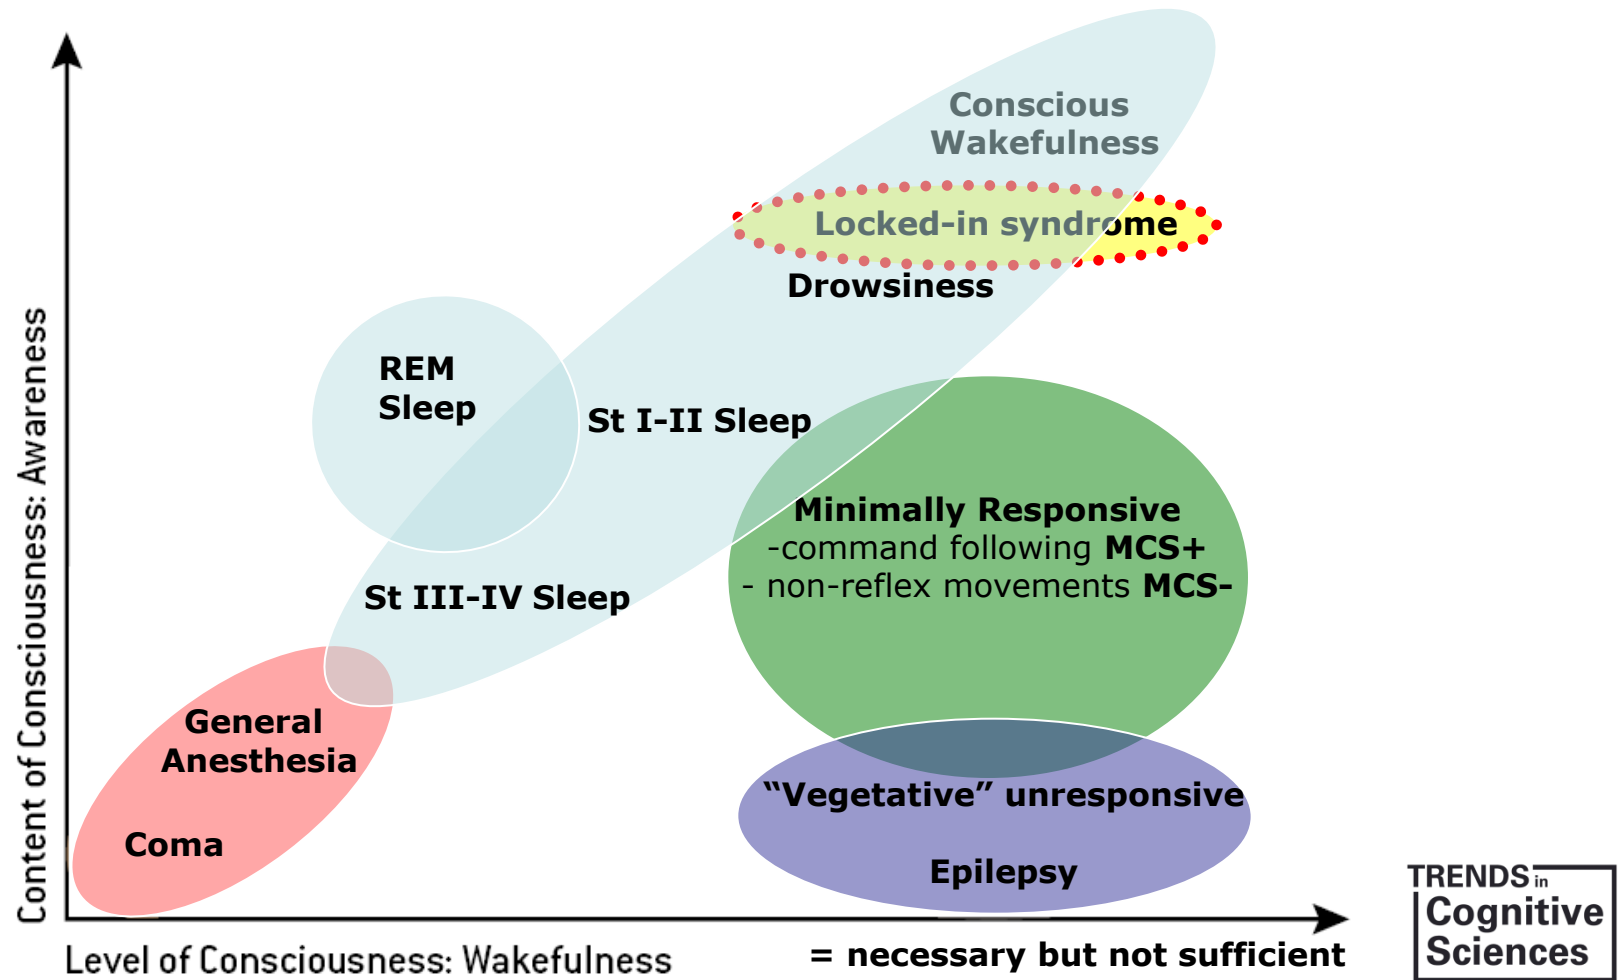 Conscious
Wakefulness
Locked-in syndrome
Drowsiness
REM
Sleep
St I-II Sleep
Minimally Responsive
-command following MCS+
- non-reflex movements MCS-
St III-IV Sleep
General
Anesthesia
Coma
“Vegetative” unresponsive
Epilepsy
Content of Consciousness: Awareness
Level of Consciousness: Wakefulness
= necessary but not sufficient
TRENDS in
Cognitive
Sciences